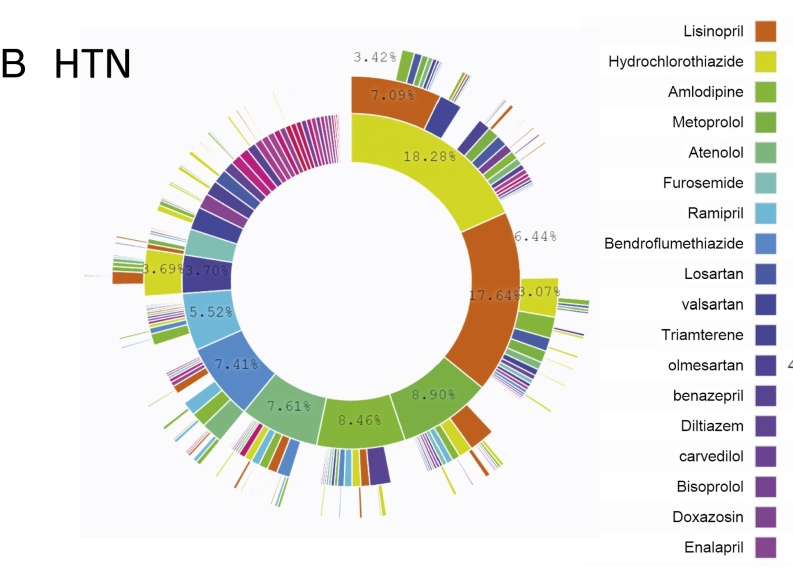 B HTN
3.42%
7.09%
18.28%
6.44%
17.64%
3.07%
8.90%
8.46%
7.61%
7.41%
5.52%
3.69%
3.70%
Lisinopril
Hydrochlorothiazide
Amlodipine
Metoprolol
Atenolol
Furosemide
Ramipril
Bendroflumethiazide
Losartan
valsartan
Triamterene
olmesartan
4
benazepril
Diltiazem
carvedilol
Bisoprolol
Doxazosin
Enalapril